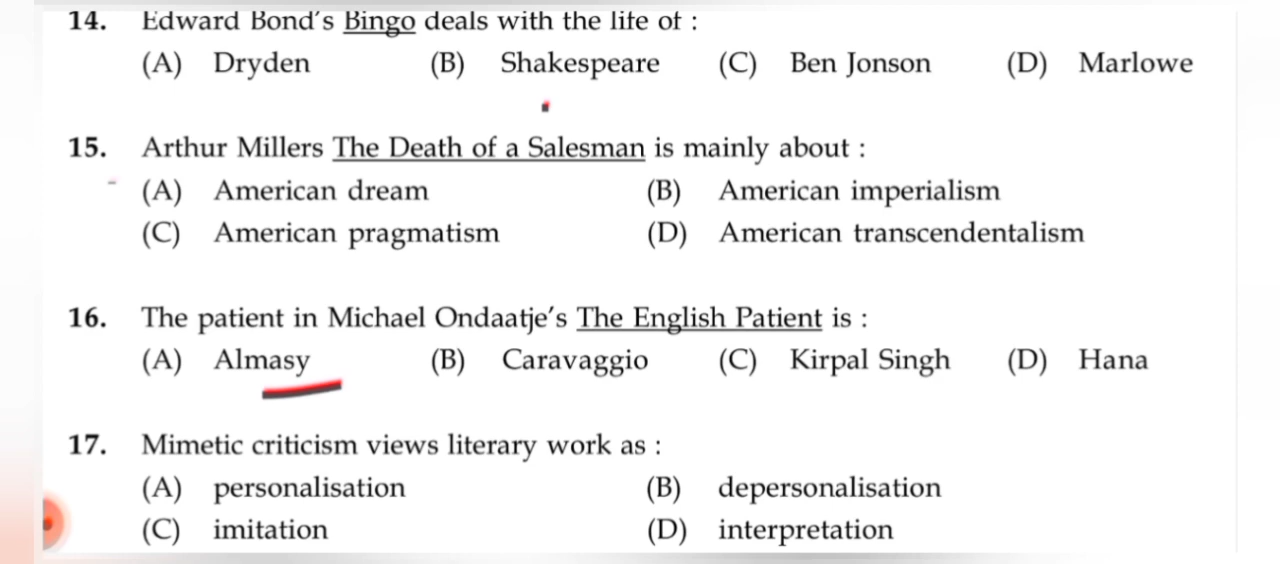 14. Edward Bond's Bingo deals with the life of :
(A) Dryden (B) Shakespeare (C) Ben Jonson (D) Marlowe
15. Arthur Millers The Death of a Salesman is mainly about :
(A) American dream (B) American imperialism
(C) American pragmatism (D) American transcendentalism
16. The patient in Michael Ondaatje's The English Patient is :
(A) Almasy (B) Caravaggio (C) Kirpal Singh (D) Hana
17. Mimetic criticism views literary work as :
(A) personalisation (B) depersonalisation
(C) imitation (D) interpretation